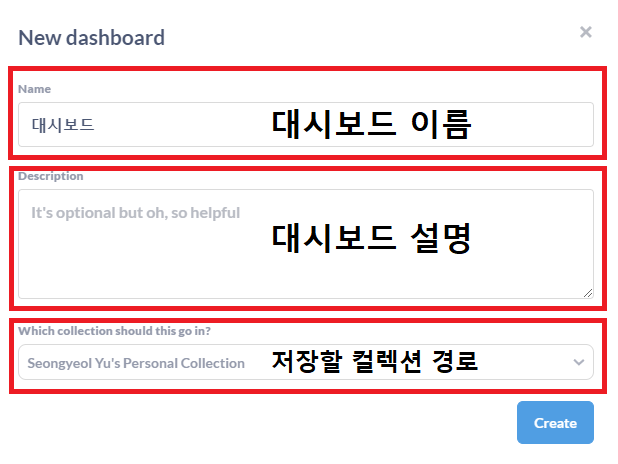 New dashboard
Name
대시보드 대시보드 이름
Description
It's optional but oh, so helpful
대시보드 설명
Which collection should this go in?
Seongyeol Yu's Personal Collection 저장할 컬렉션 경로
Create